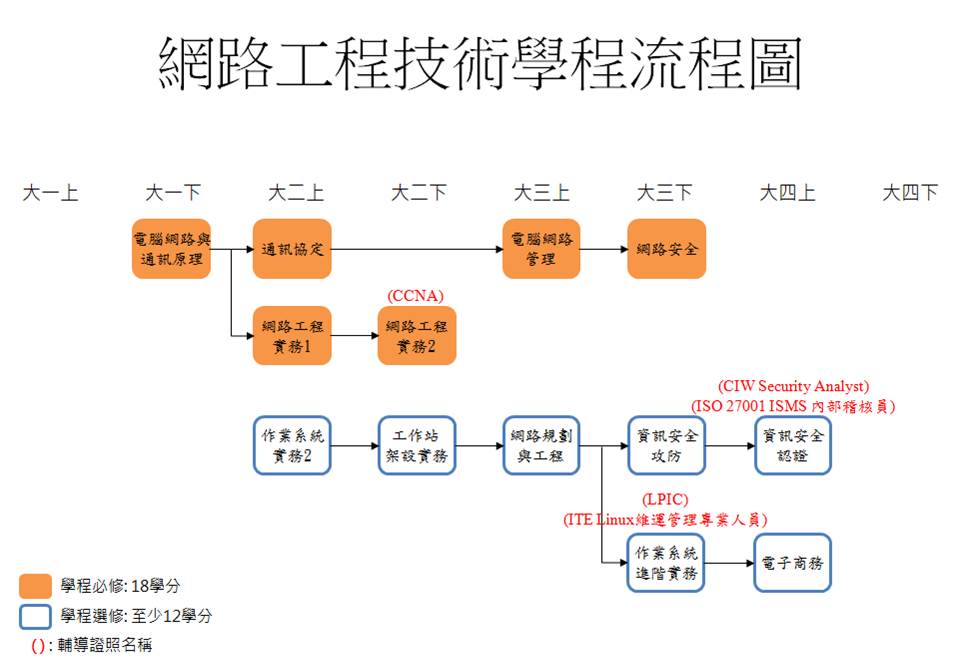 網路工程技術學程流程圖
大一上 大一下 大二上 大二下 大三上 大三下 大四上 大四下
電腦網路與
通訊原理
通訊協定
電腦網路
管理
網路安全
(CCNA)
網路工程
實務1
網路工程
實務2
(CIW Security Analyst)
(ISO 27001 ISMS 內部稽核員)
作業系統
實務2
工作站
架設實務
網路規劃
與工程
資訊安全
攻防
資訊安全
認證
(LPIC)
(ITE Linux維運管理專業人員)
作業系統
進階實務
電子商務
學程必修: 18學分
學程選修: 至少12學分
( ) : 輔導證照名稱